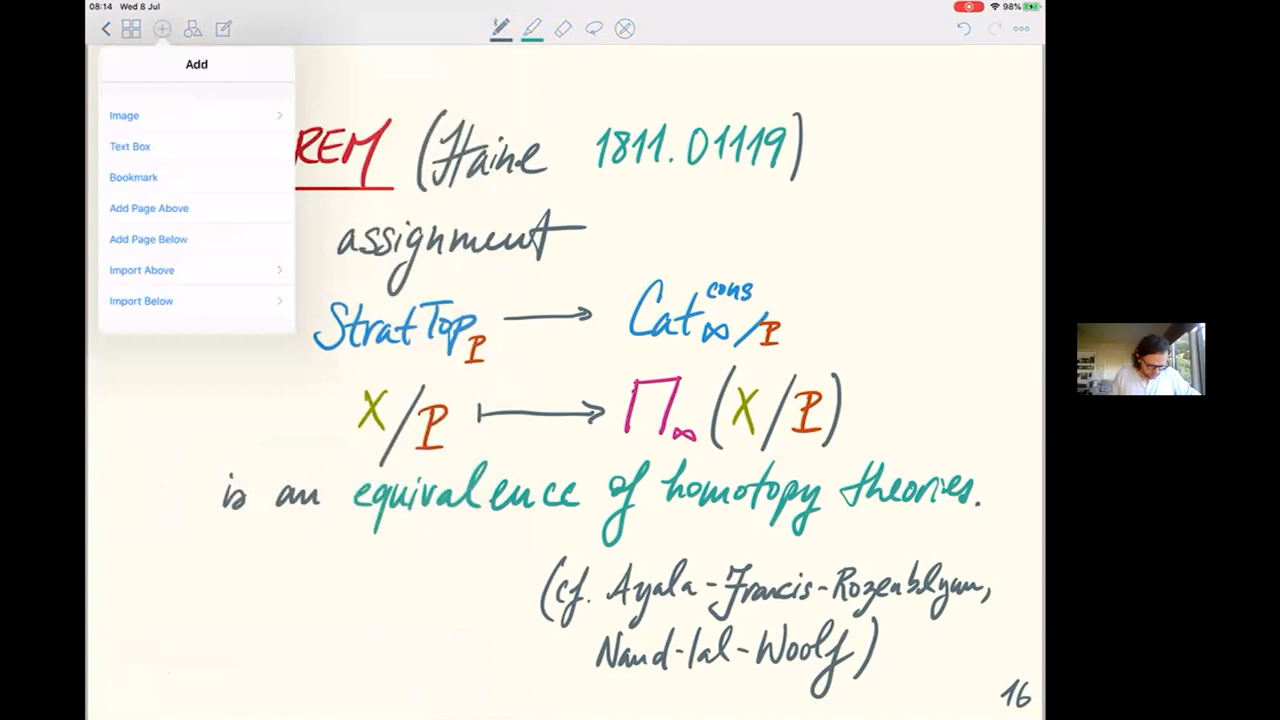 08:14 Wed 8 Jul 98%
Add
Image
Text Box
Bookmark
Add Page Above
Add Page Below
Import Above
Import Below
REM (Haine 1811.01119)
assignment
StratTop_P → Cat^cons_∞/P
X/P ↦ Π_∞(X/P)
is an equivalence of homotopy theories.
(cf. Ayala-Francis-Rozenblyum,
Nand-lal-Woolf)
16